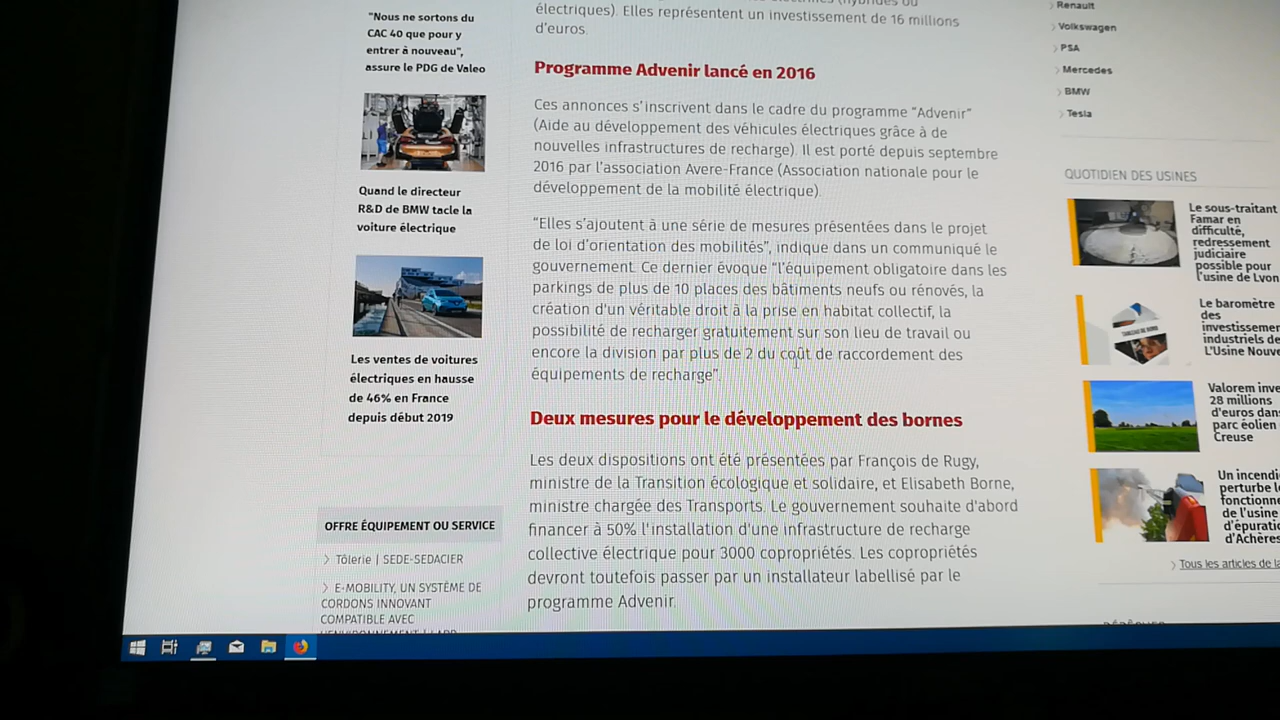 "Nous ne sortons du
CAC 40 que pour y
entrer à nouveau",
assure le PDG de Valeo
Quand le directeur
R&D de BMW tacle la
voiture électrique
Les ventes de voitures
électriques en hausse
de 46% en France
depuis début 2019
OFFRE ÉQUIPEMENT OU SERVICE
Tôlerie | SEDE-SEDACIER
E-MOBILITY, UN SYSTÈME DE
CORDONS INNOVANT
COMPATIBLE AVEC
électriques). Elles représentent un investissement de 16 millions
d'euros.
Programme Advenir lancé en 2016
Ces annonces s'inscrivent dans le cadre du programme "Advenir"
(Aide au développement des véhicules électriques grâce à de
nouvelles infrastructures de recharge). Il est porté depuis septembre
2016 par l'association Avere-France (Association nationale pour le
développement de la mobilité électrique).
"Elles s'ajoutent à une série de mesures présentées dans le projet
de loi d'orientation des mobilités", indique dans un communiqué le
gouvernement. Ce dernier évoque "l'équipement obligatoire dans les
parkings de plus de 10 places des bâtiments neufs ou rénovés, la
création d'un véritable droit à la prise en habitat collectif, la
possibilité de recharger gratuitement sur son lieu de travail ou
encore la division par plus de 2 du coût de raccordement des
équipements de recharge".
Deux mesures pour le développement des bornes
Les deux dispositions ont été présentées par François de Rugy,
ministre de la Transition écologique et solidaire, et Elisabeth Borne,
ministre chargée des Transports. Le gouvernement souhaite d'abord
financer à 50% l'installation d'une infrastructure de recharge
collective électrique pour 3000 copropriétés. Les copropriétés
devront toutefois passer par un installateur labellisé par le
programme Advenir.
Renault
Volkswagen
PSA
Mercedes
BMW
Tesla
QUOTIDIEN DES USINES
Le sous-traitant
Famar en
difficulté,
redressement
judiciaire
possible pour
l'usine de Lyon
Le baromètre
des
investissemen
industriels de
L'Usine Nouv
Valorem inve
28 millions
d'euros dan
parc éolien
Creuse
Un incendi
perturbe l
fonctionne
de l'usine
d'épurati
d'Achères
Tous les articles de la